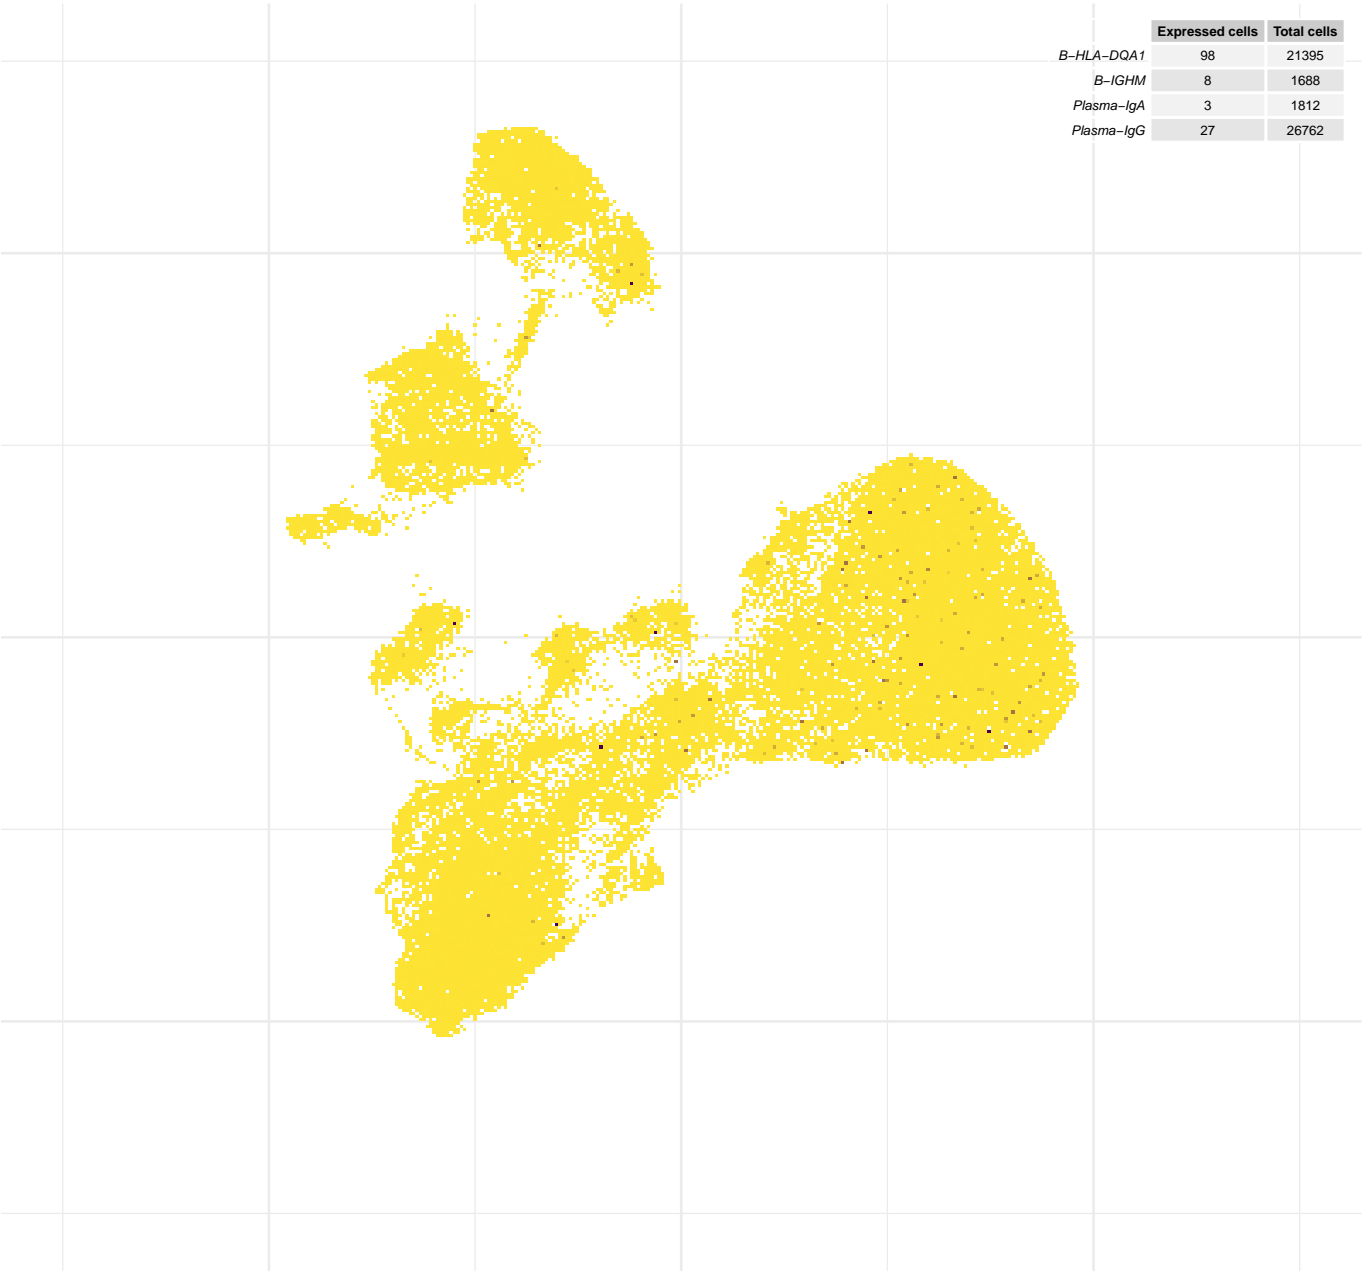 Expressed cells Total cells
B−HLA−DQA1 98 21395
B−IGHM 8 1688
Plasma−IgA 3 1812
Plasma−IgG 27 26762